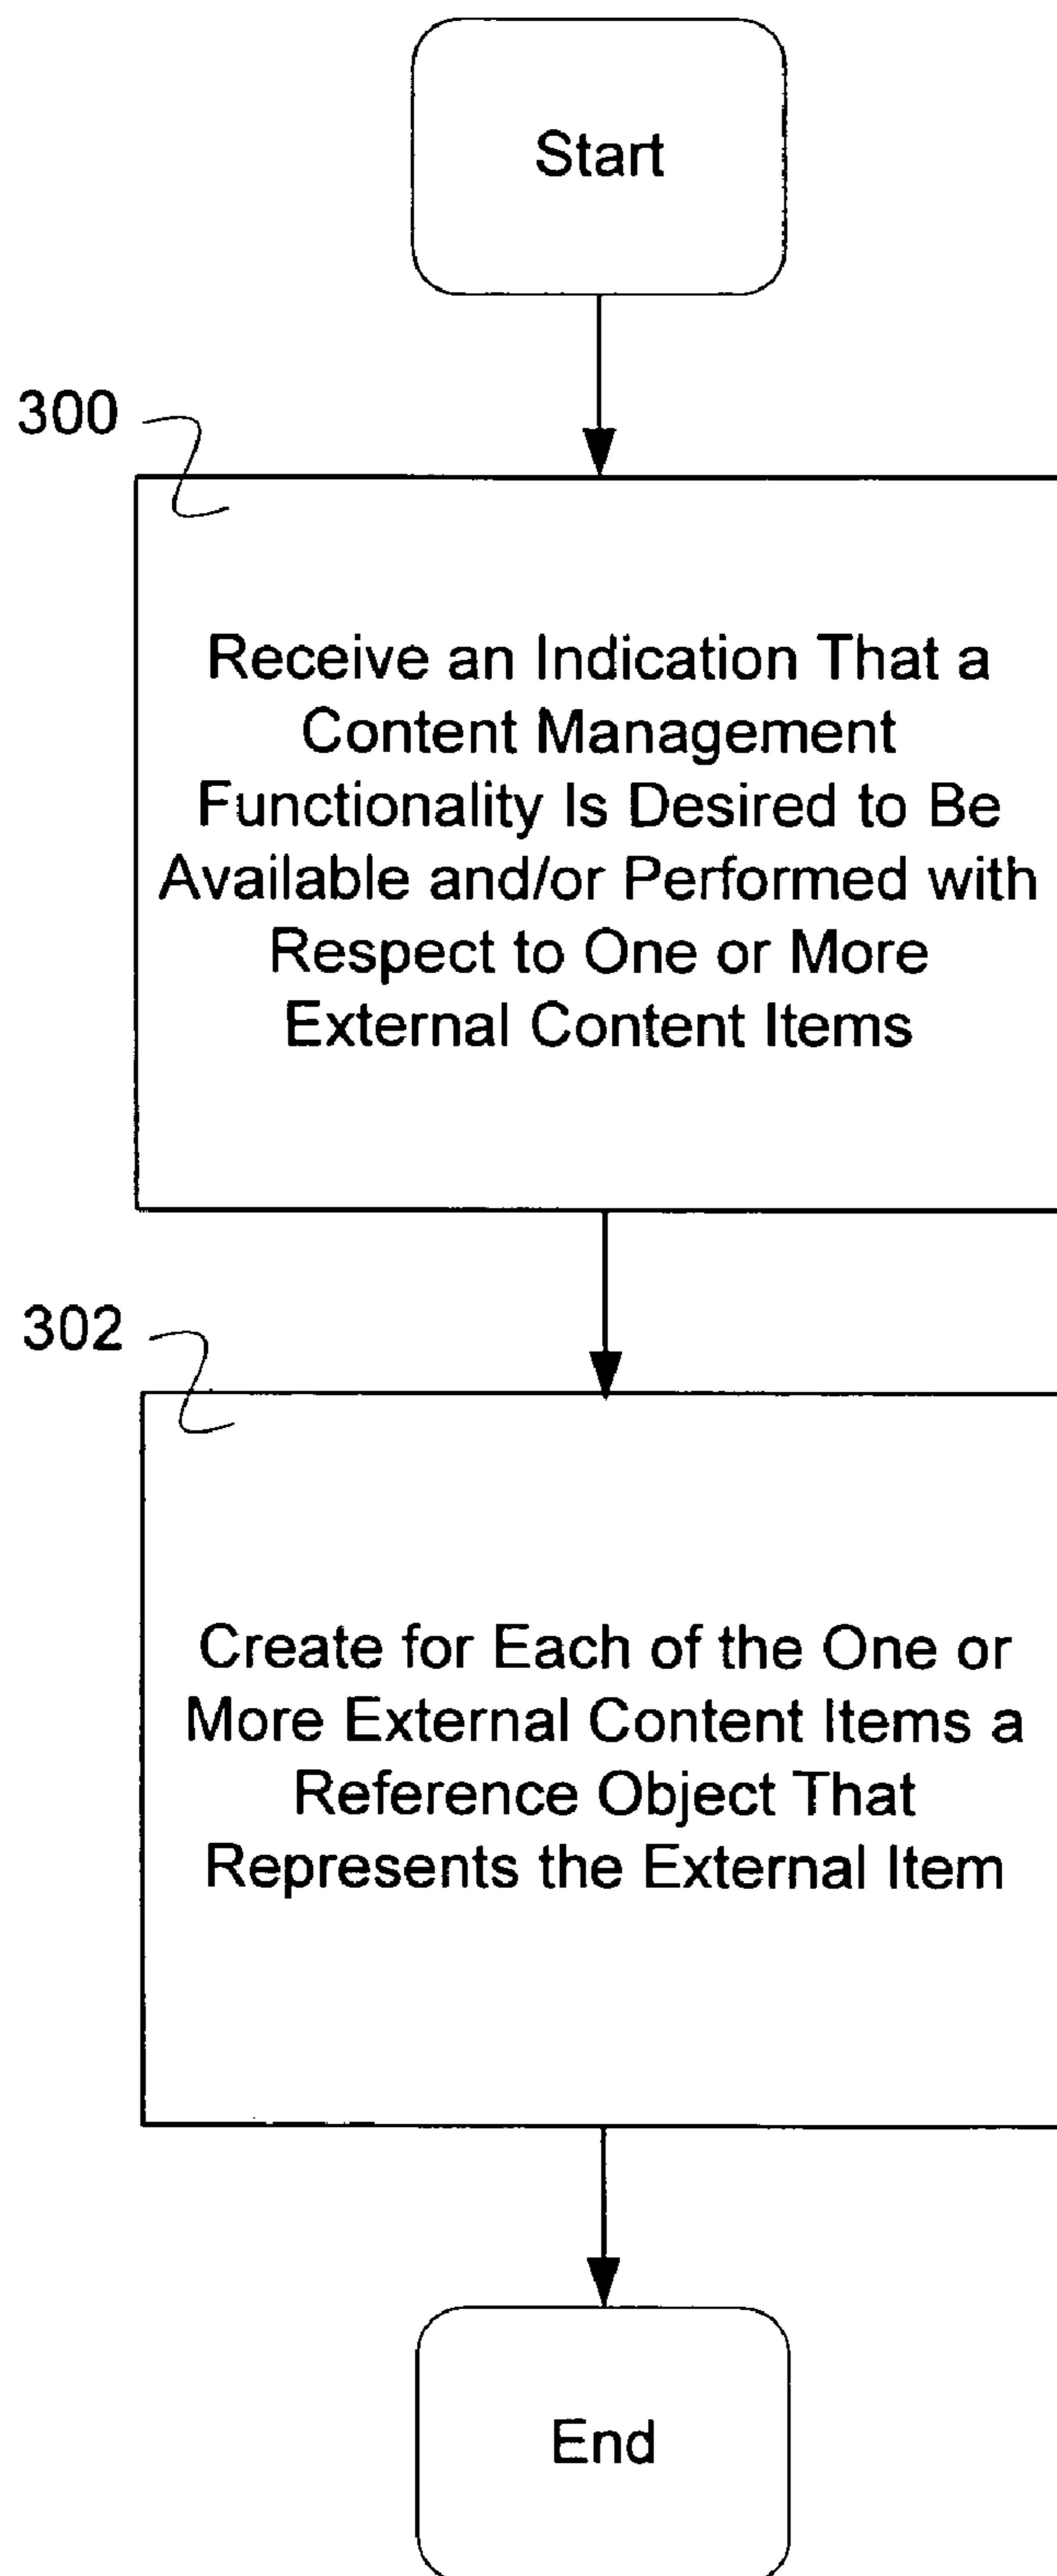 Start
300
Receive an Indication That a
Content Management
Functionality Is Desired to Be
Available and/or Performed with
Respect to One or More
External Content Items
302
Create for Each of the One or
More External Content Items a
Reference Object That
Represents the External Item
End